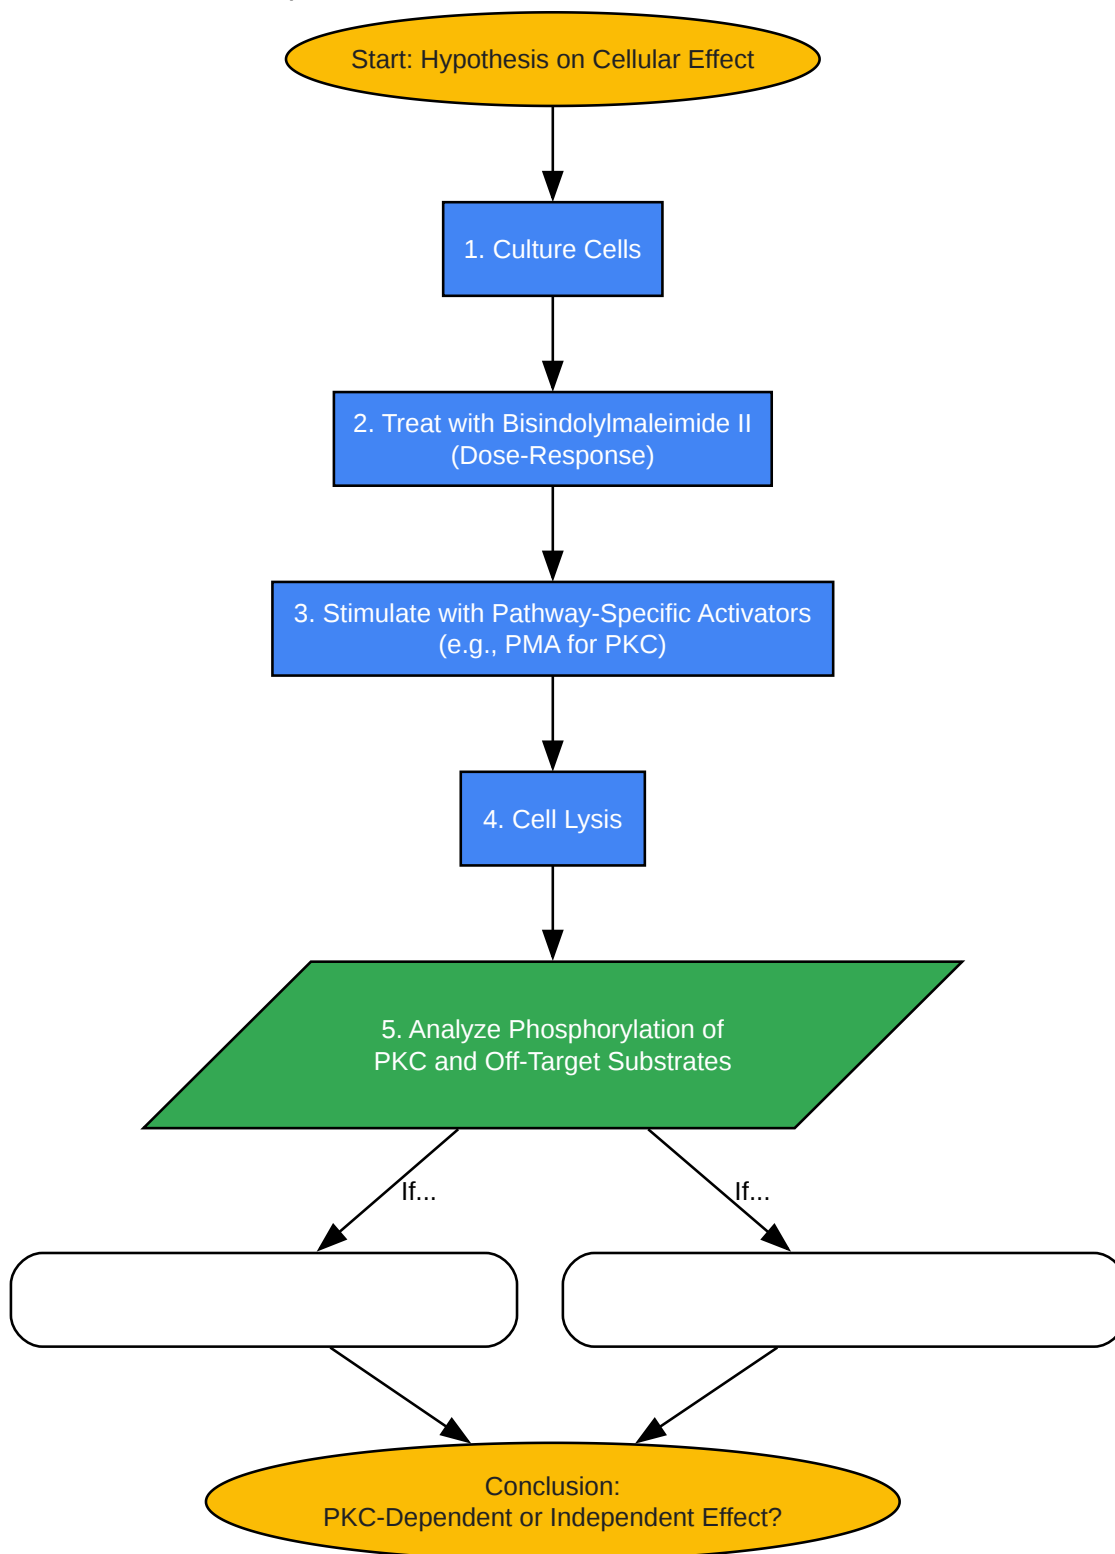 Start: Hypothesis on Cellular Effect
1. Culture Cells
2. Treat with Bisindolylmaleimide II
(Dose-Response)
3. Stimulate with Pathway-Specific Activators
(e.g., PMA for PKC)
4. Cell Lysis
5. Analyze Phosphorylation of
PKC and Off-Target Substrates
If...
If...
Conclusion:
PKC-Dependent or Independent Effect?